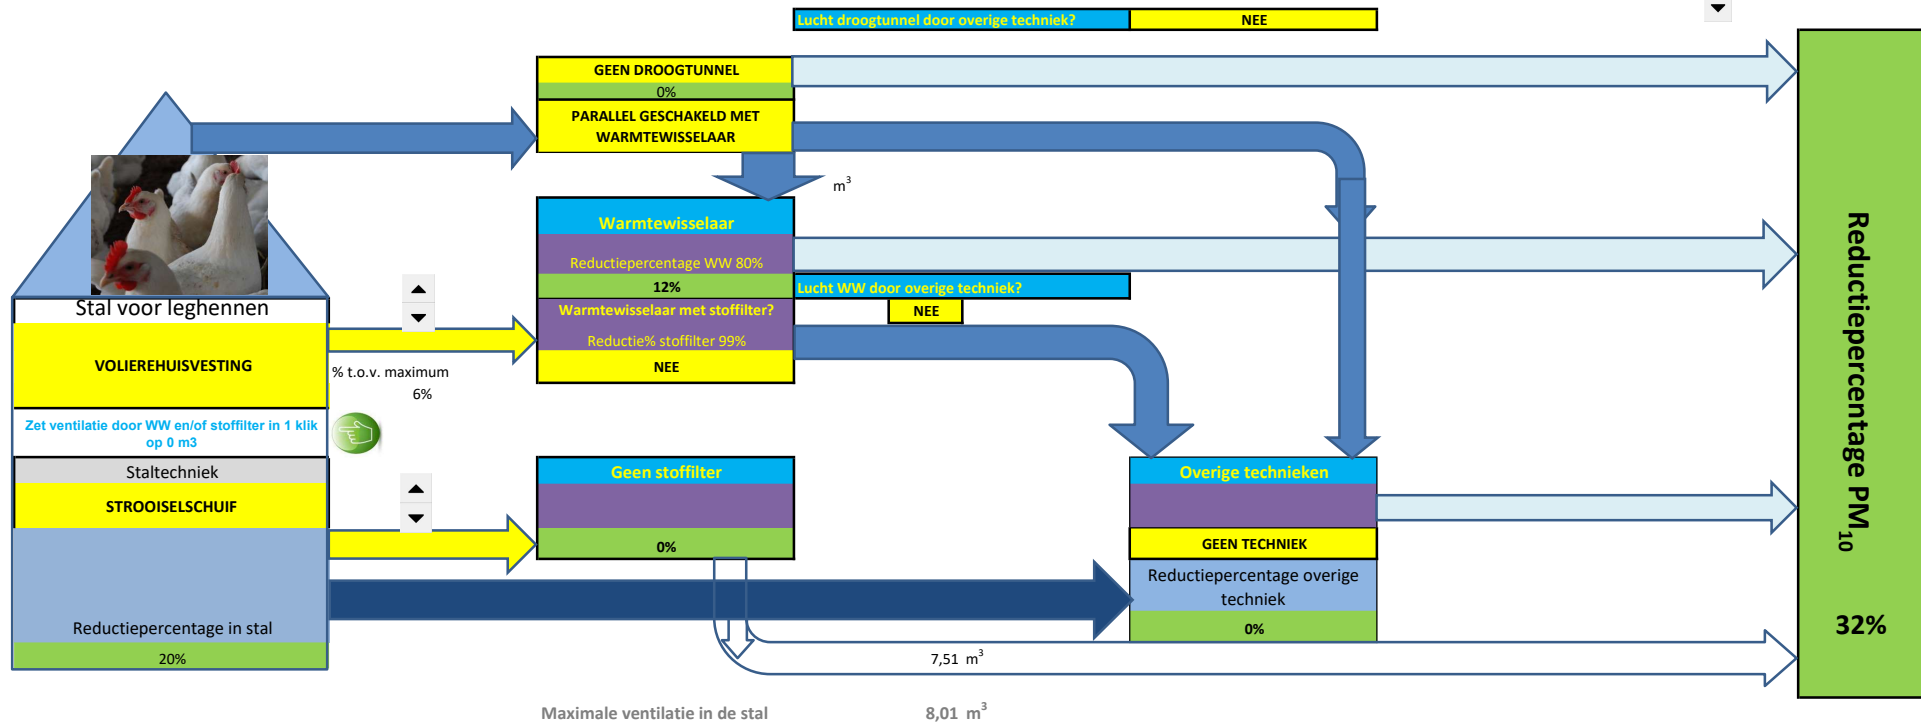 Lucht droogtunnel door overige techniek? NEE
GEEN DROOGTUNNEL
0%
PARALLEL GESCHAKELD MET
WARMTEWISSELAAR
m³
Warmtewisselaar
Reductiepercentage WW 80%
12%
Lucht WW door overige techniek?
NEE
Warmtewisselaar met stoffilter?
Reductie% stoffilter 99%
NEE
Stal voor leghennen
VOLIEREHUISVESTING
% t.o.v. maximum
6%
Zet ventilatie door WW en/of stoffilter in 1 klik
op 0 m3
Staltechniek
STROOISELSCHUIF
Reductiepercentage in stal
20%
Geen stoffilter
0%
Overige technieken
GEEN TECHNIEK
Reductiepercentage overige
techniek
0%
7,51 m³
Maximale ventilatie in de stal 8,01 m³
Reductiepercentage PM₁₀
32%